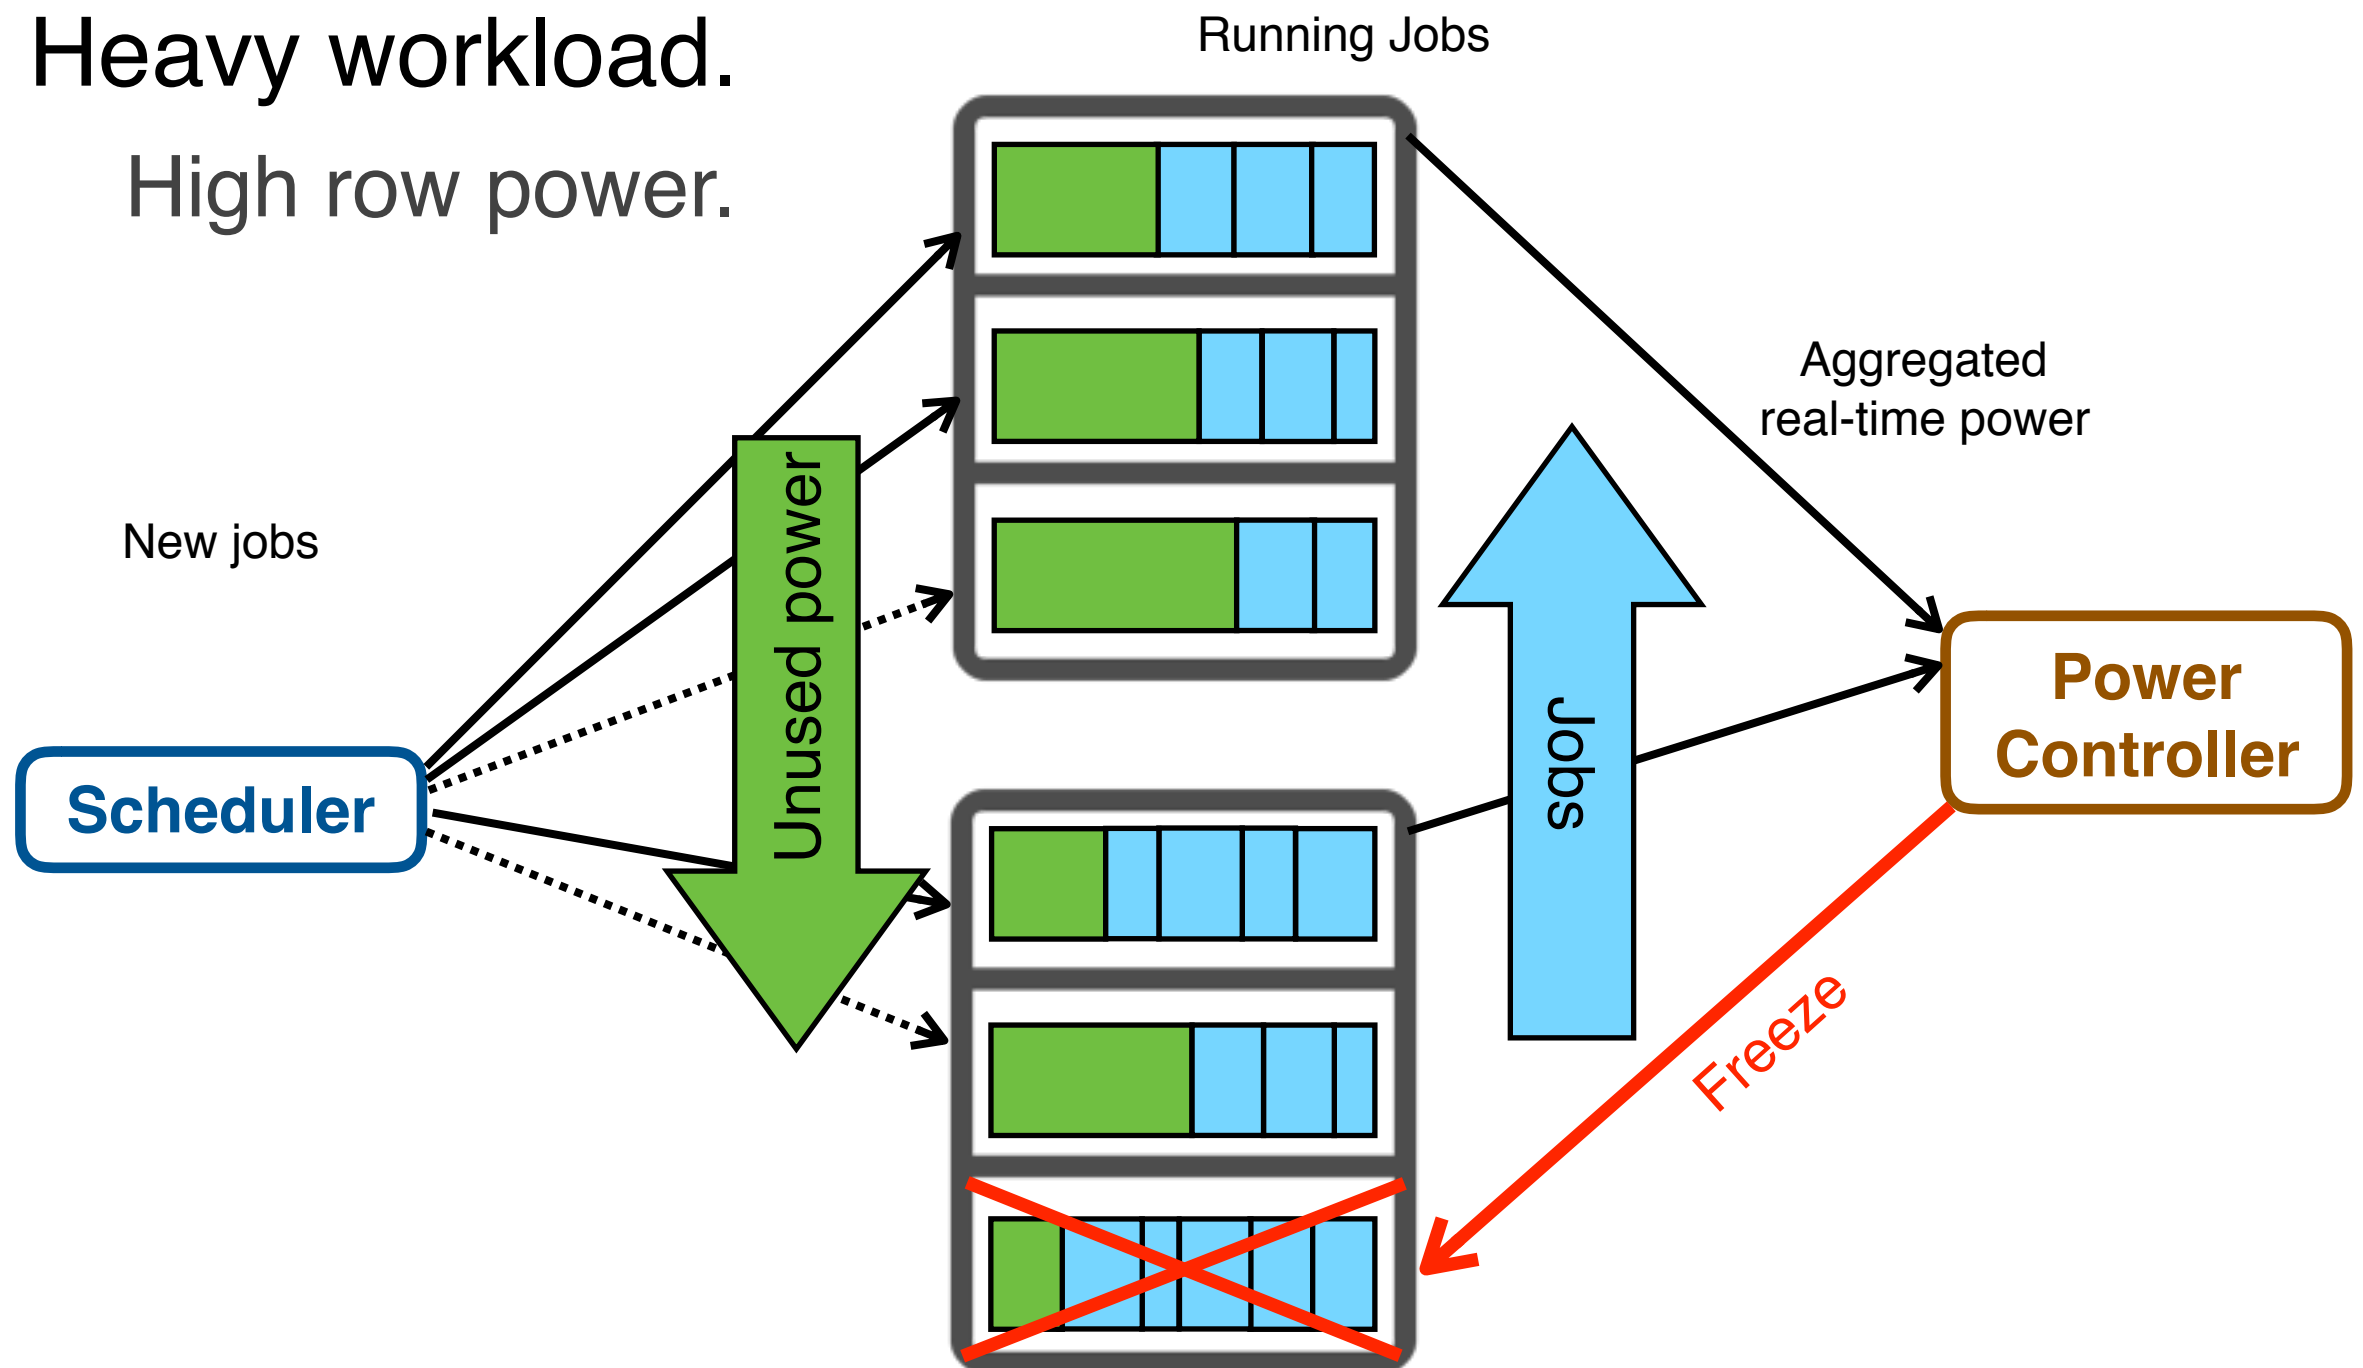 Heavy workload.
High row power.
Running Jobs
Aggregated
real-time power
New jobs
Unused power
Jobs
Scheduler
Power
Controller
Freeze